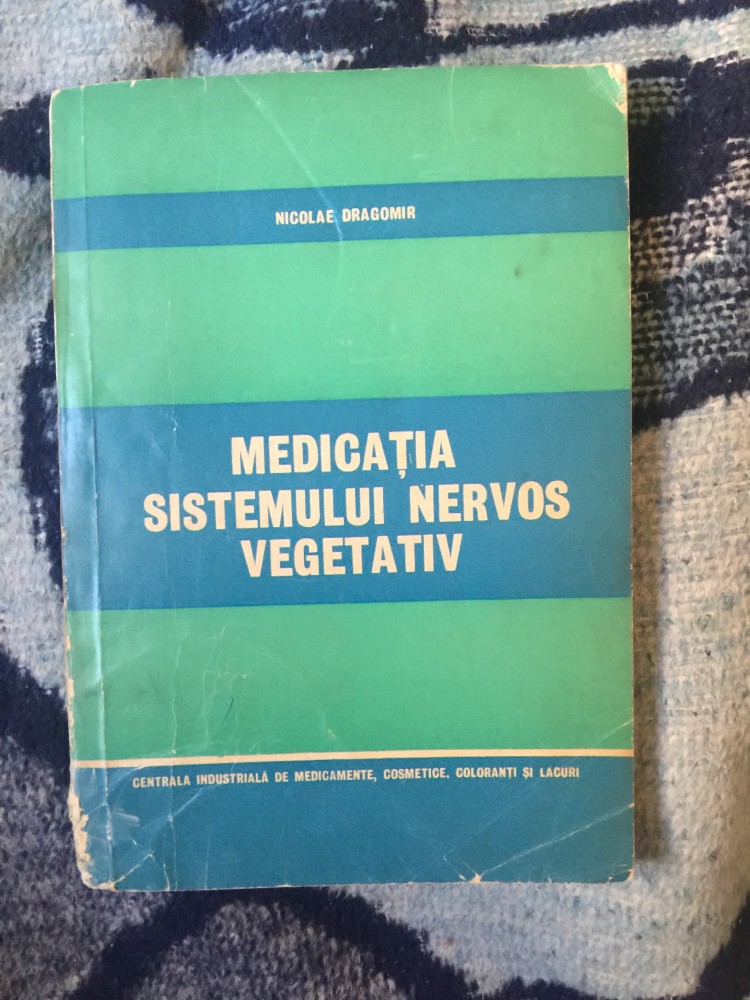 NICOLAE DRAGOMIR
MEDICAȚIA
SISTEMULUI NERVOS
VEGETATIV
CENTRALA INDUSTRIALĂ DE MEDICAMENTE, COSMETICE, COLORANȚI ȘI LACURI